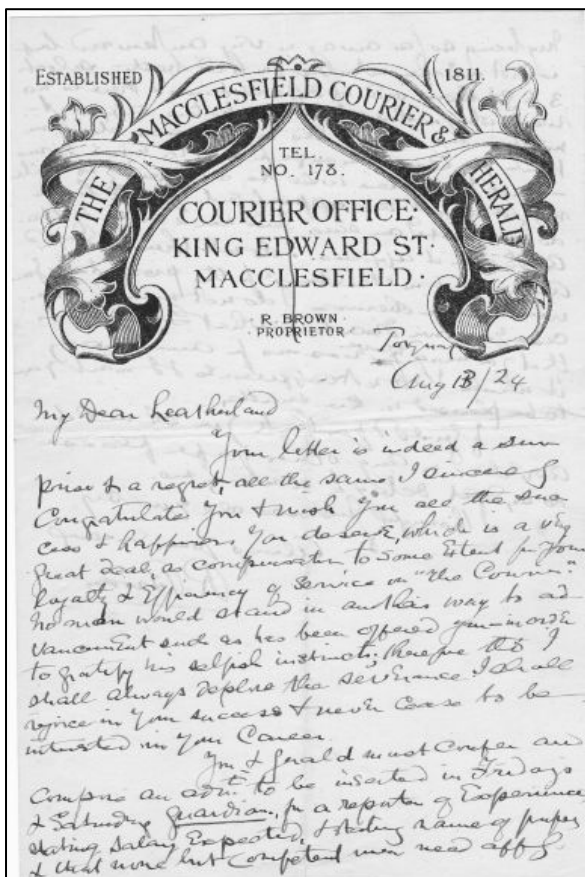 ESTABLISHED 1811.
THE MACCLESFIELD COURIER & HERALD
TEL.
NO. 173.
COURIER OFFICE·
KING EDWARD ST·
MACCLESFIELD·
R. BROWN
PROPRIETOR
Torquay
Aug 13/24
My Dear Leatherland
Your letter is indeed a sur
prise & a regret, all the same I sincerely
Congratulate you & wish you all the suc
cess & happiness you deserve, which is a very
great deal, as compensation to some extent for your
loyalty & Efficiency of service on "the Courier".
No man would stand in another's way to ad
vancement such as has been offered you in order
to gratify his selfish instincts, therefore tho' I
shall always deplore the severance I shall
rejoice in your success & never cease to be
interested in your Career.
You & Gerald must Confer and
Compose an advt. to be inserted in Fridays
& Saturdays Guardian, for a reporter of Experience
stating Salary Expected, & stating name of paper
& that none but Competent men need apply